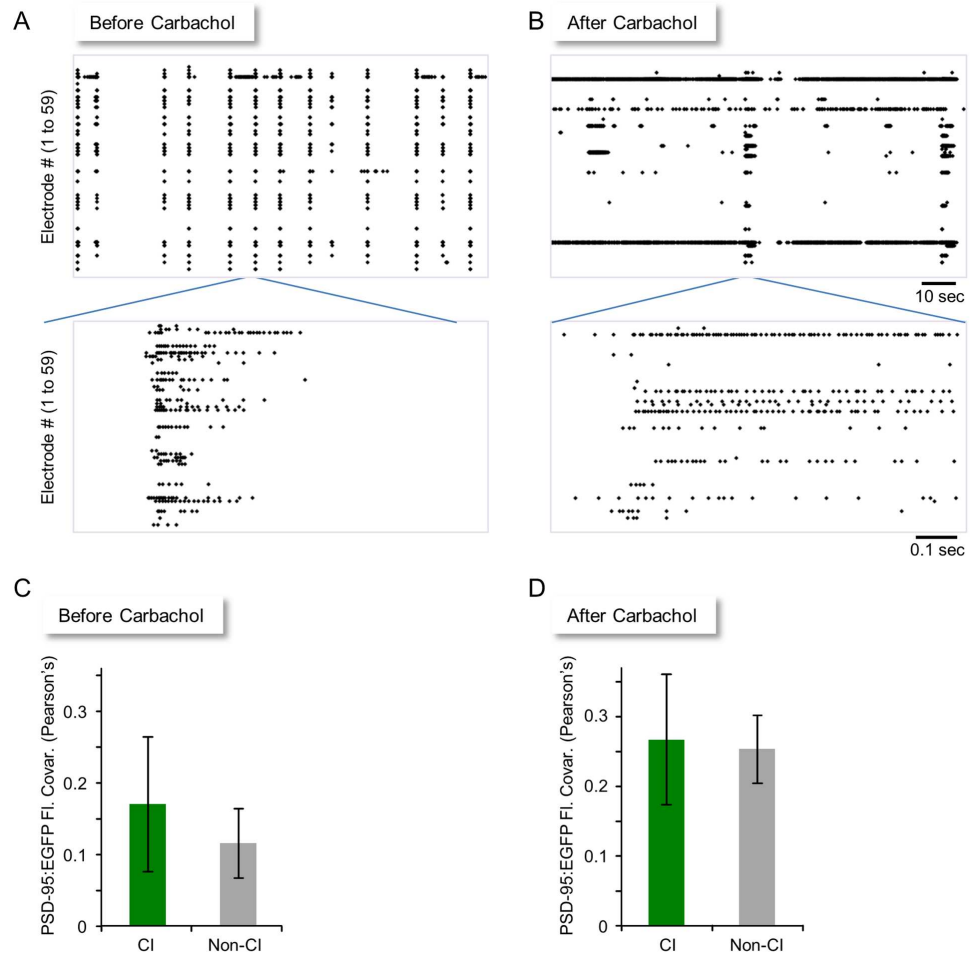 A
Before Carbachol
B
After Carbachol
Electrode # (1 to 59)
10 sec
Electrode # (1 to 59)
0.1 sec
C
Before Carbachol
D
After Carbachol
PSD-95:EGFP Fl. Covar. (Pearson's)
0.3
0.2
0.1
0
CI
Non-CI
PSD-95:EGFP Fl. Covar. (Pearson's)
0.3
0.2
0.1
0
CI
Non-CI